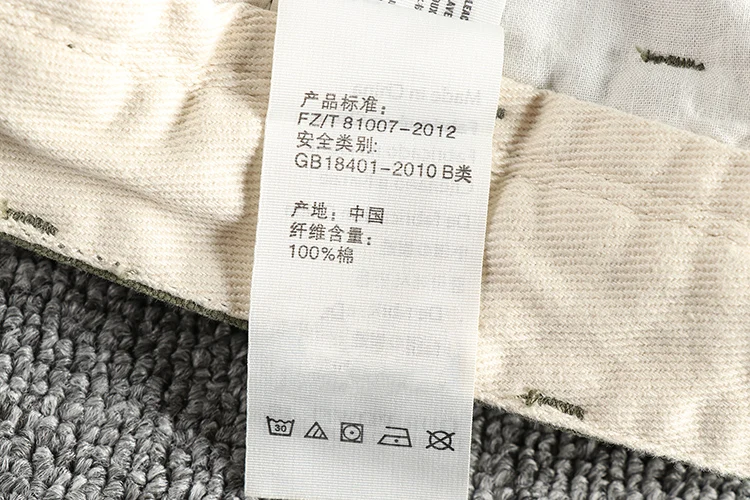 产品标准：
FZ/T 81007-2012
安全类别:
GB18401-2010 B类
产地：中国
纤维含量：
100%棉
30